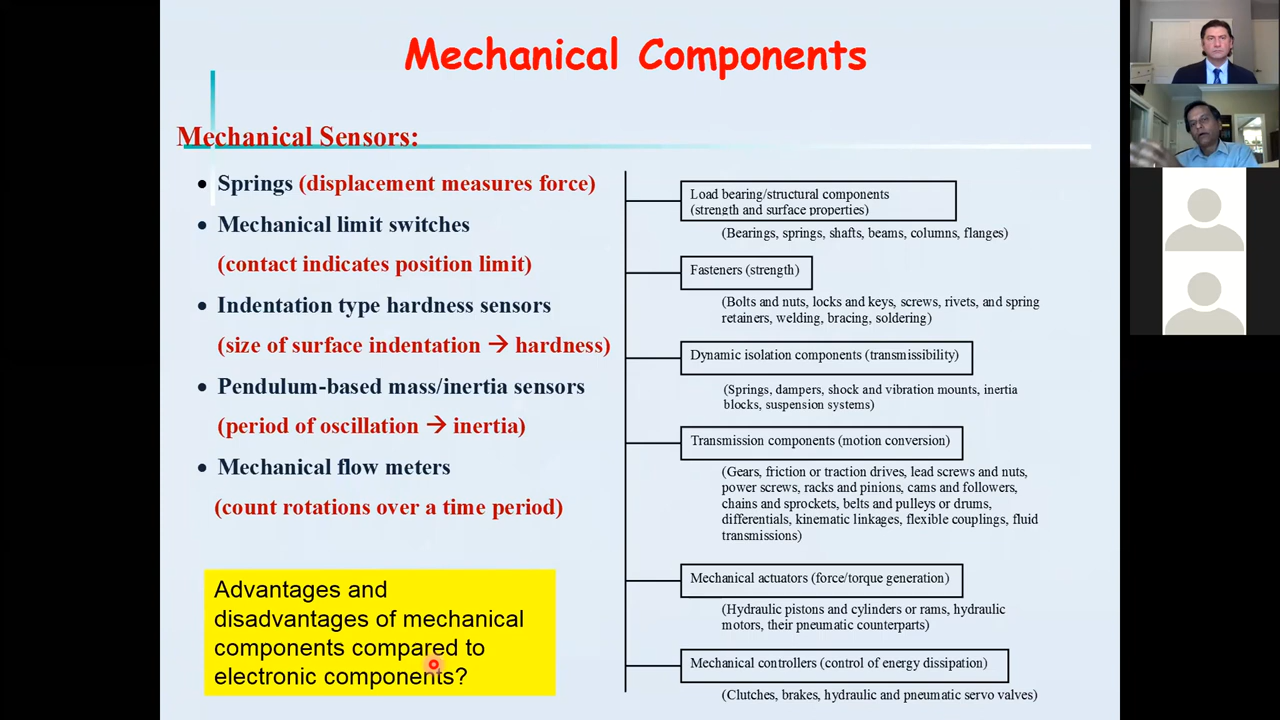 Mechanical Components
Mechanical Sensors:
• Springs (displacement measures force)
• Mechanical limit switches
(contact indicates position limit)
• Indentation type hardness sensors
(size of surface indentation → hardness)
• Pendulum-based mass/inertia sensors
(period of oscillation → inertia)
• Mechanical flow meters
(count rotations over a time period)
Advantages and
disadvantages of mechanical
components compared to
electronic components?
Load bearing/structural components
(strength and surface properties)
(Bearings, springs, shafts, beams, columns, flanges)
Fasteners (strength)
(Bolts and nuts, locks and keys, screws, rivets, and spring
retainers, welding, bracing, soldering)
Dynamic isolation components (transmissibility)
(Springs, dampers, shock and vibration mounts, inertia
blocks, suspension systems)
Transmission components (motion conversion)
(Gears, friction or traction drives, lead screws and nuts,
power screws, racks and pinions, cams and followers,
chains and sprockets, belts and pulleys or drums,
differentials, kinematic linkages, flexible couplings, fluid
transmissions)
Mechanical actuators (force/torque generation)
(Hydraulic pistons and cylinders or rams, hydraulic
motors, their pneumatic counterparts)
Mechanical controllers (control of energy dissipation)
(Clutches, brakes, hydraulic and pneumatic servo valves)